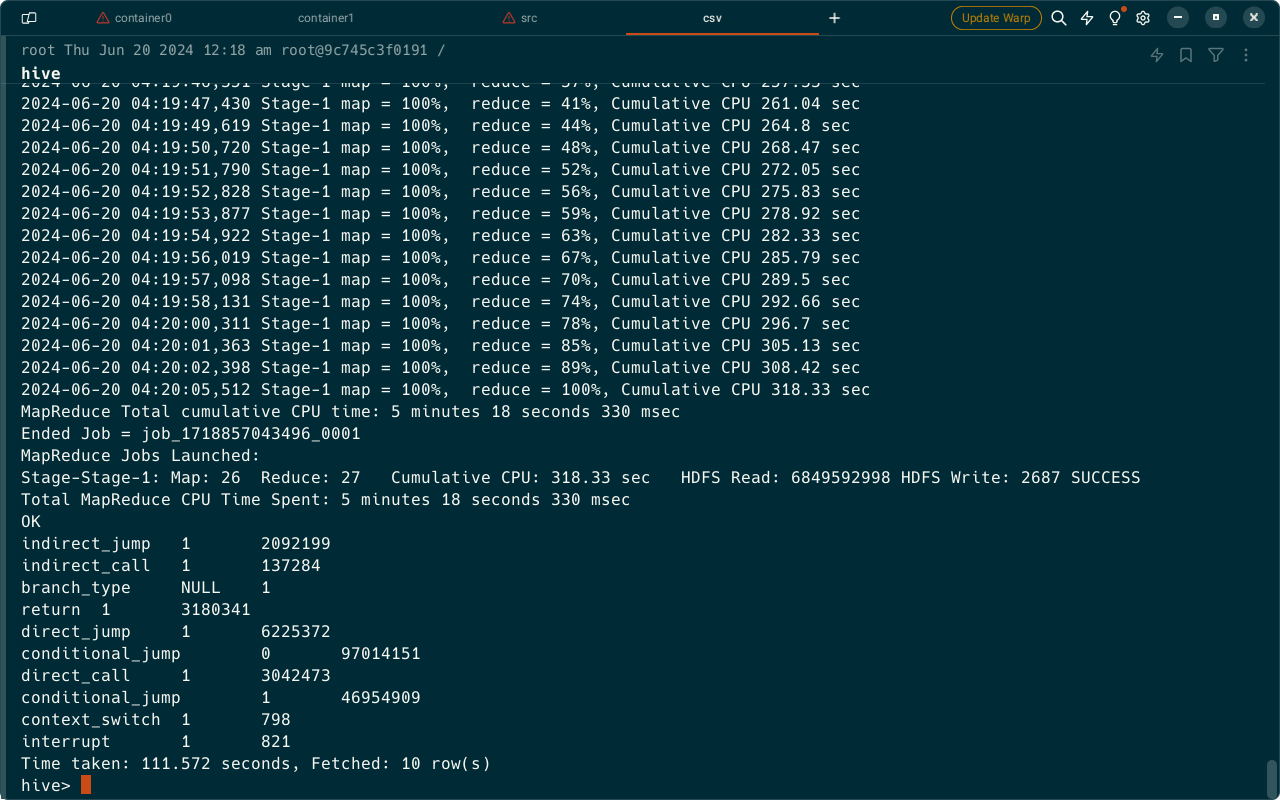 container0 container1 src csv + Update Warp
root Thu Jun 20 2024 12:18 am root@9c745c3f0191 /
hive
2024-06-20 04:19:46,351 Stage-1 map = 100%,  reduce = 37%, Cumulative CPU 257.33 sec
2024-06-20 04:19:47,430 Stage-1 map = 100%,  reduce = 41%, Cumulative CPU 261.04 sec
2024-06-20 04:19:49,619 Stage-1 map = 100%,  reduce = 44%, Cumulative CPU 264.8 sec
2024-06-20 04:19:50,720 Stage-1 map = 100%,  reduce = 48%, Cumulative CPU 268.47 sec
2024-06-20 04:19:51,790 Stage-1 map = 100%,  reduce = 52%, Cumulative CPU 272.05 sec
2024-06-20 04:19:52,828 Stage-1 map = 100%,  reduce = 56%, Cumulative CPU 275.83 sec
2024-06-20 04:19:53,877 Stage-1 map = 100%,  reduce = 59%, Cumulative CPU 278.92 sec
2024-06-20 04:19:54,922 Stage-1 map = 100%,  reduce = 63%, Cumulative CPU 282.33 sec
2024-06-20 04:19:56,019 Stage-1 map = 100%,  reduce = 67%, Cumulative CPU 285.79 sec
2024-06-20 04:19:57,098 Stage-1 map = 100%,  reduce = 70%, Cumulative CPU 289.5 sec
2024-06-20 04:19:58,131 Stage-1 map = 100%,  reduce = 74%, Cumulative CPU 292.66 sec
2024-06-20 04:20:00,311 Stage-1 map = 100%,  reduce = 78%, Cumulative CPU 296.7 sec
2024-06-20 04:20:01,363 Stage-1 map = 100%,  reduce = 85%, Cumulative CPU 305.13 sec
2024-06-20 04:20:02,398 Stage-1 map = 100%,  reduce = 89%, Cumulative CPU 308.42 sec
2024-06-20 04:20:05,512 Stage-1 map = 100%,  reduce = 100%, Cumulative CPU 318.33 sec
MapReduce Total cumulative CPU time: 5 minutes 18 seconds 330 msec
Ended Job = job_1718857043496_0001
MapReduce Jobs Launched:
Stage-Stage-1: Map: 26  Reduce: 27   Cumulative CPU: 318.33 sec   HDFS Read: 6849592998 HDFS Write: 2687 SUCCESS
Total MapReduce CPU Time Spent: 5 minutes 18 seconds 330 msec
OK
indirect_jump   1       2092199
indirect_call   1       137284
branch_type     NULL    1
return  1       3180341
direct_jump     1       6225372
conditional_jump        0       97014151
direct_call     1       3042473
conditional_jump        1       46954909
context_switch  1       798
interrupt       1       821
Time taken: 111.572 seconds, Fetched: 10 row(s)
hive>